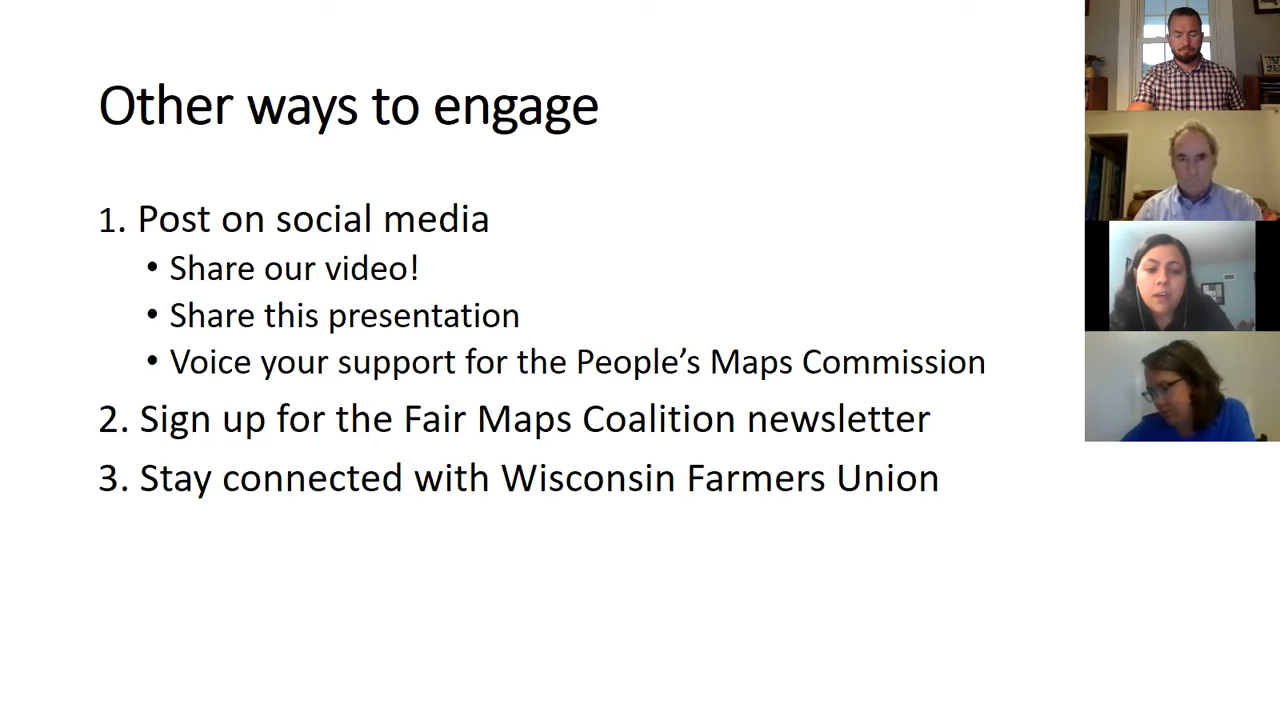 Other ways to engage
1. Post on social media
• Share our video!
• Share this presentation
• Voice your support for the People’s Maps Commission
2. Sign up for the Fair Maps Coalition newsletter
3. Stay connected with Wisconsin Farmers Union